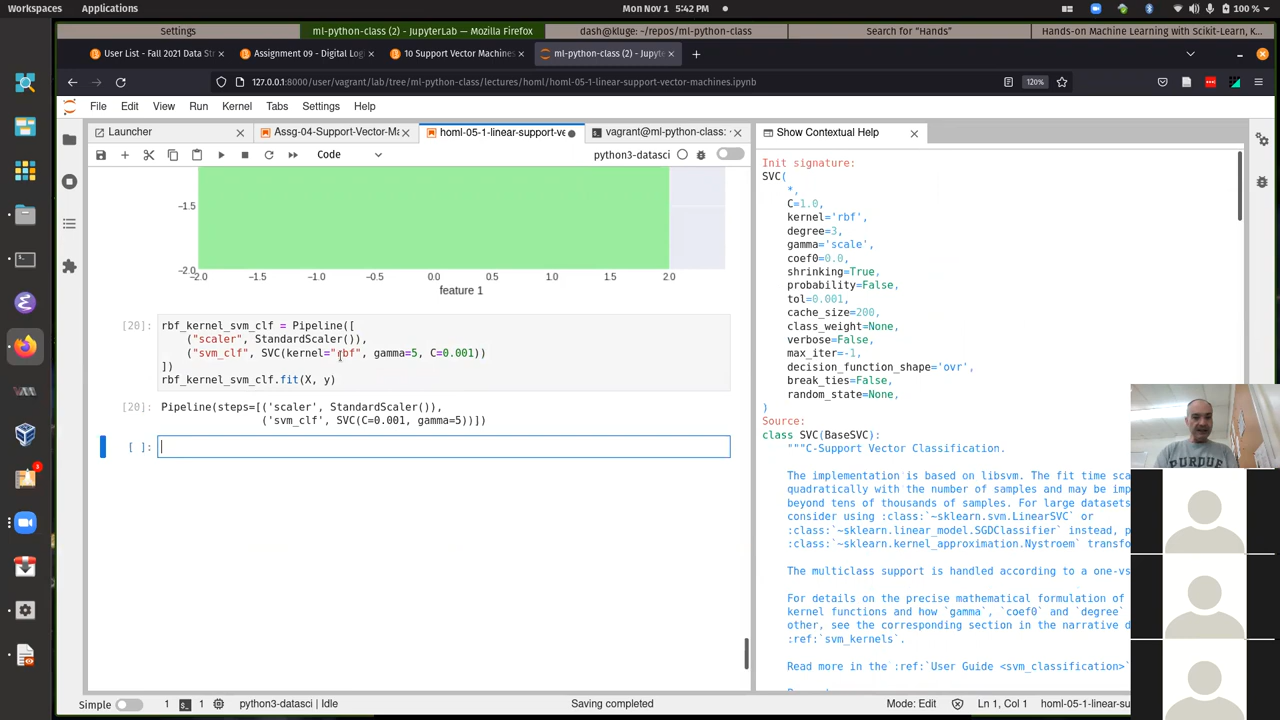 Workspaces Applications Mon Nov 1 5:42 PM 100 %
Settings ml-python-class (2) - JupyterLab — Mozilla Firefox dash@kluge: ~/repos/ml-python-class Search for "Hands" Hands-on Machine Learning with Scikit-Learn, K...
User List - Fall 2021 Data Str Assignment 09 - Digital Logi 10 Support Vector Machines ml-python-class (2) - Jupyte
127.0.0.1:8000/user/vagrant/lab/tree/ml-python-class/lectures/homl/homl-05-1-linear-support-vector-machines.ipynb 120%
File Edit View Run Kernel Tabs Settings Help
Launcher Assg-04-Support-Vector-Ma homl-05-1-linear-support-ve vagrant@ml-python-class: Show Contextual Help
Code python3-datasci
-1.5
-2.0
-2.0 -1.5 -1.0 -0.5 0.0 0.5 1.0 1.5 2.0
feature 1
[20]: rbf_kernel_svm_clf = Pipeline([
("scaler", StandardScaler()),
("svm_clf", SVC(kernel="rbf", gamma=5, C=0.001))
])
rbf_kernel_svm_clf.fit(X, y)
[20]: Pipeline(steps=[('scaler', StandardScaler()),
('svm_clf', SVC(C=0.001, gamma=5))])
[ ]:
Init signature:
SVC(
*,
C=1.0,
kernel='rbf',
degree=3,
gamma='scale',
coef0=0.0,
shrinking=True,
probability=False,
tol=0.001,
cache_size=200,
class_weight=None,
verbose=False,
max_iter=-1,
decision_function_shape='ovr',
break_ties=False,
random_state=None,
)
Source:
class SVC(BaseSVC):
"""C-Support Vector Classification.
The implementation is based on libsvm. The fit time sca
quadratically with the number of samples and may be imp
beyond tens of thousands of samples. For large datasets
consider using :class:`~sklearn.svm.LinearSVC` or
:class:`~sklearn.linear_model.SGDClassifier` instead, p
:class:`~sklearn.kernel_approximation.Nystroem` transfo
The multiclass support is handled according to a one-vs
For details on the precise mathematical formulation of
kernel functions and how `gamma`, `coef0` and `degree`
other, see the corresponding section in the narrative d
:ref:`svm_kernels`.
Read more in the :ref:`User Guide <svm_classification>`
PURDUE
Simple 1 1 python3-datasci | Idle Saving completed Mode: Edit Ln 1, Col 1 homl-05-1-linear-su